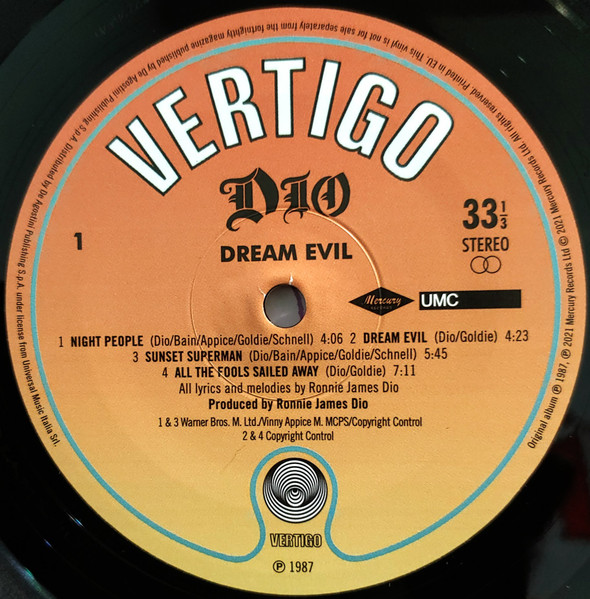 VERTIGO
DIO
DREAM EVIL
1
33 1/3
STEREO
Mercury
RECORDS
UMC
1 NIGHT PEOPLE (Dio/Bain/Appice/Goldie/Schnell) 4:06 2 DREAM EVIL (Dio/Goldie) 4:23
3 SUNSET SUPERMAN (Dio/Bain/Appice/Goldie/Schnell) 5:45
4 ALL THE FOOLS SAILED AWAY (Dio/Goldie) 7:11
All lyrics and melodies by Ronnie James Dio
Produced by Ronnie James Dio
1 & 3 Warner Bros. M. Ltd./Vinny Appice M. MCPS/Copyright Control
2 & 4 Copyright Control
VERTIGO
℗ 1987
Original album ℗ 1987, ℗ 2021 Mercury Records Ltd © 2021 Mercury Records Ltd. All rights reserved. Printed in EU. This vinyl is not for sale separately from the fortnightly magazine published by De Agostini Publishing S.p.A. Distributed by De Agostini Publishing S.p.A. under license from Universal Music Italia Srl.